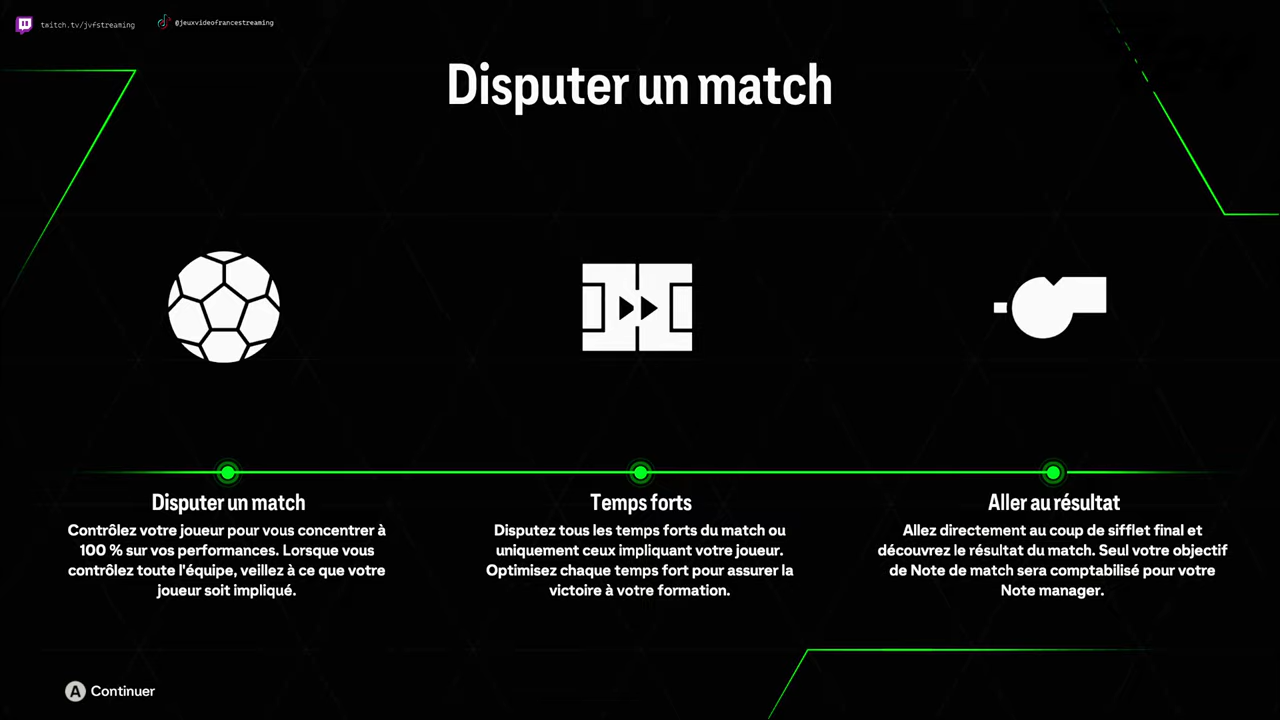 twitch.tv/jvfstreaming
@jeuxvideofrancestreaming
Disputer un match
Disputer un match
Contrôlez votre joueur pour vous concentrer à
100 % sur vos performances. Lorsque vous
contrôlez toute l'équipe, veillez à ce que votre
joueur soit impliqué.
Temps forts
Disputez tous les temps forts du match ou
uniquement ceux impliquant votre joueur.
Optimisez chaque temps fort pour assurer la
victoire à votre formation.
Aller au résultat
Allez directement au coup de sifflet final et
découvrez le résultat du match. Seul votre objectif
de Note de match sera comptabilisé pour votre
Note manager.
A Continuer